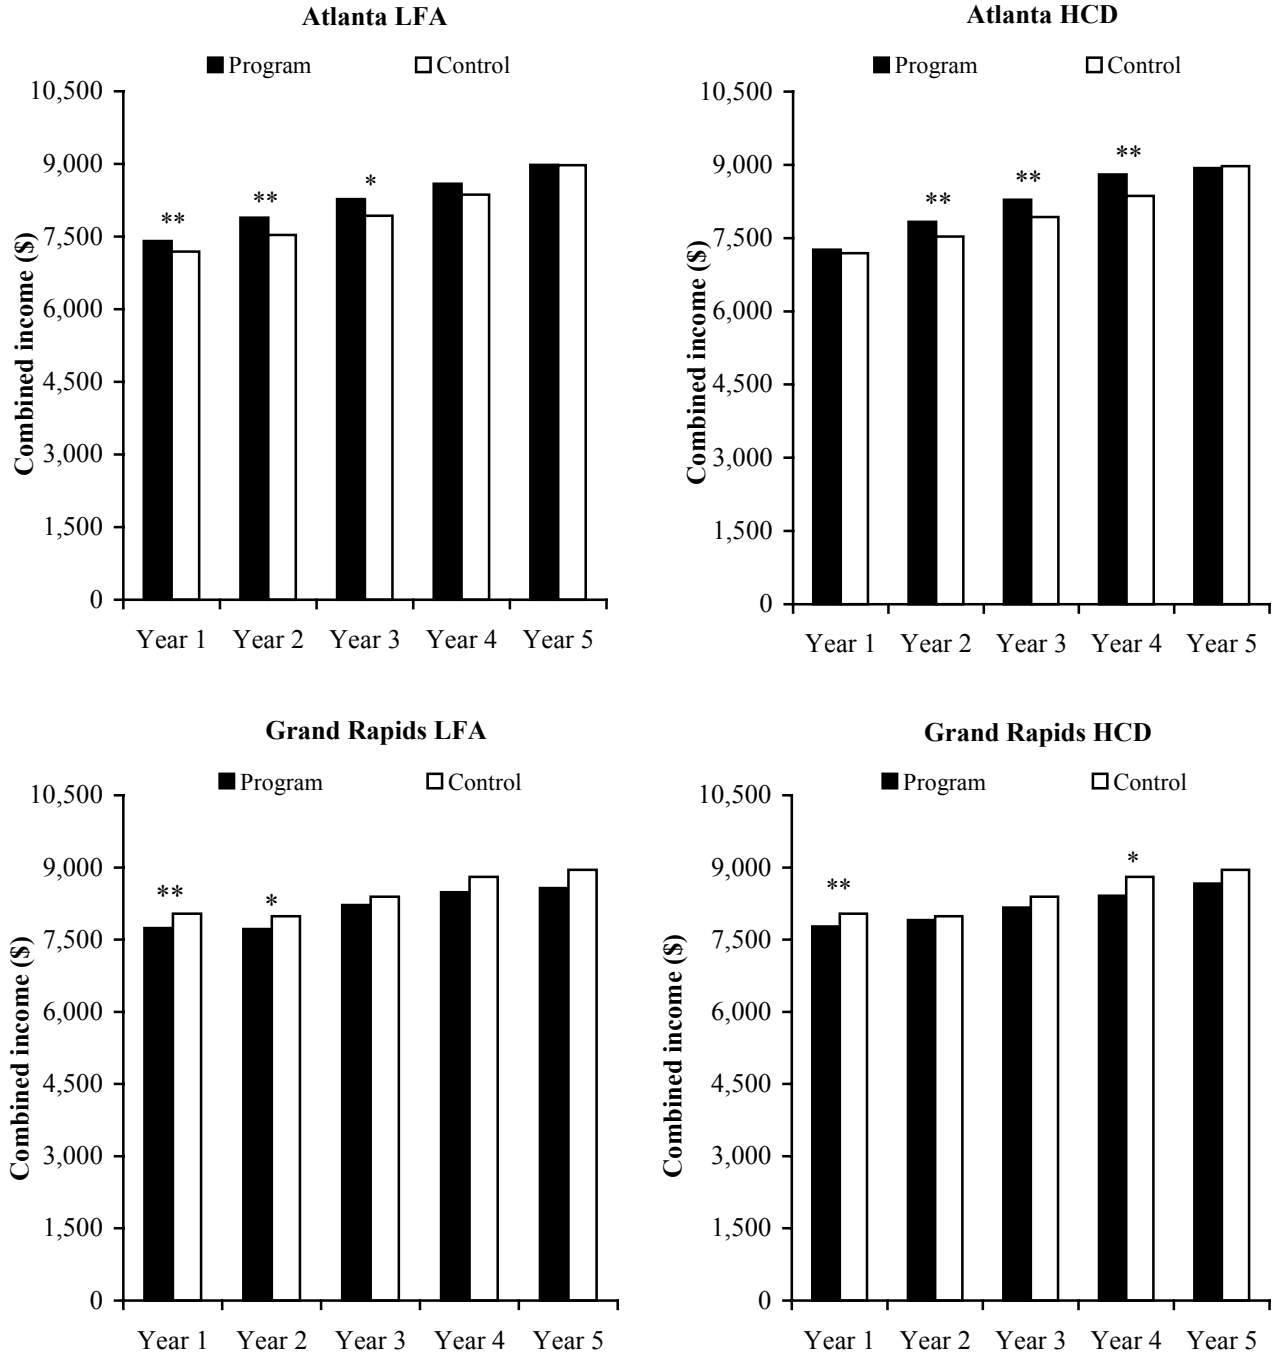 Atlanta LFA
Program Control
10,500
9,000
7,500
6,000
4,500
3,000
1,500
0
Combined income ($)
** ** *
Year 1 Year 2 Year 3 Year 4 Year 5
Atlanta HCD
Program Control
10,500
9,000
7,500
6,000
4,500
3,000
1,500
0
Combined income ($)
** ** **
Year 1 Year 2 Year 3 Year 4 Year 5
Grand Rapids LFA
Program Control
10,500
9,000
7,500
6,000
4,500
3,000
1,500
0
Combined income ($)
** *
Year 1 Year 2 Year 3 Year 4 Year 5
Grand Rapids HCD
Program Control
10,500
9,000
7,500
6,000
4,500
3,000
1,500
0
Combined income ($)
** *
Year 1 Year 2 Year 3 Year 4 Year 5